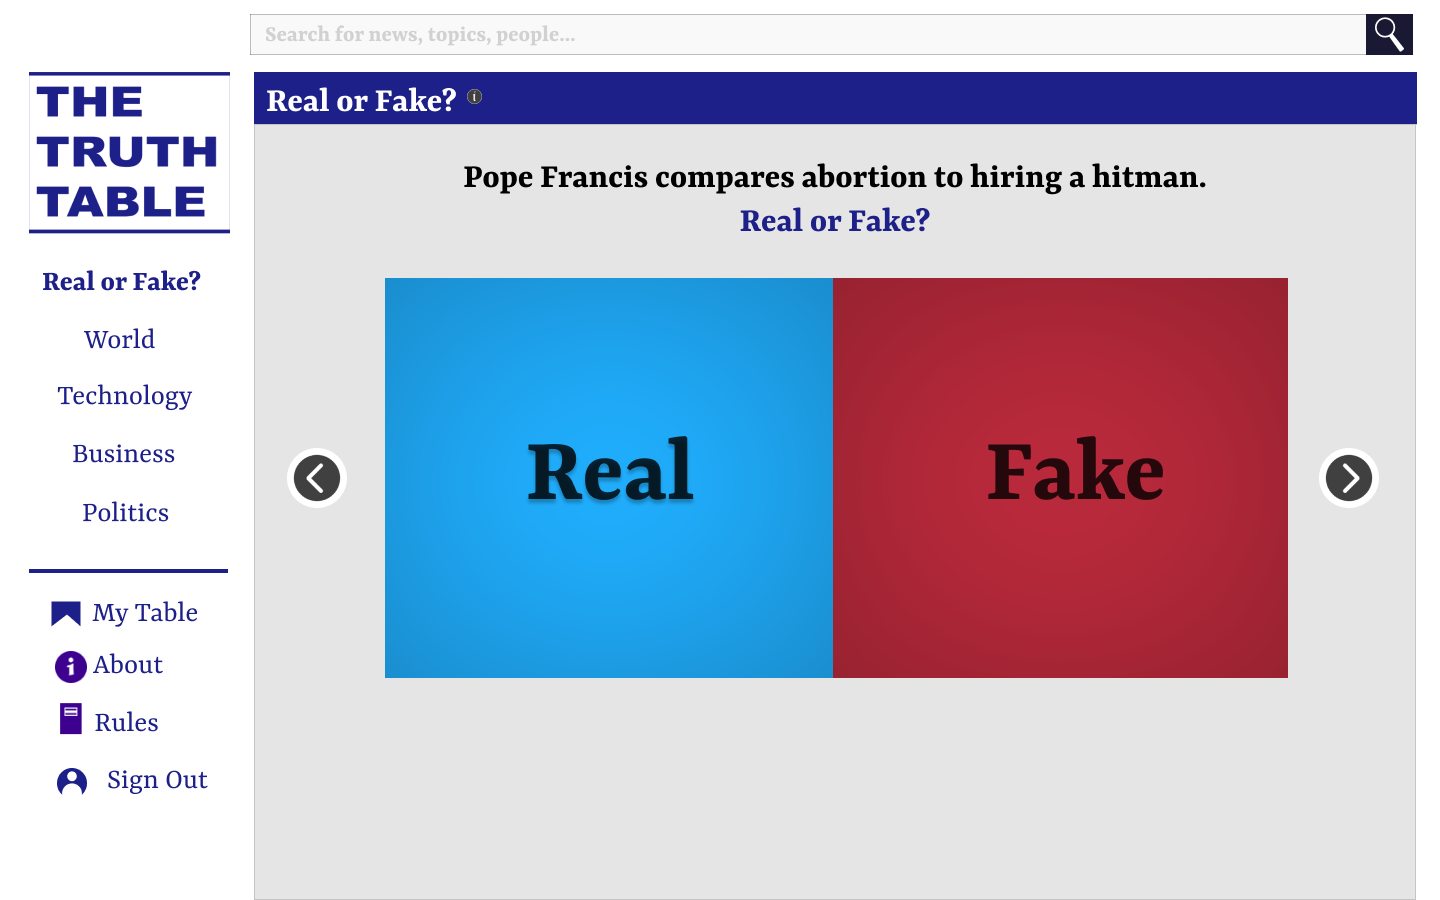 Search for news, topics, people...
THE
TRUTH
TABLE
Real or Fake?
World
Technology
Business
Politics
My Table
About
Rules
Sign Out
Real or Fake?
Pope Francis compares abortion to hiring a hitman.
Real or Fake?
Real
Fake